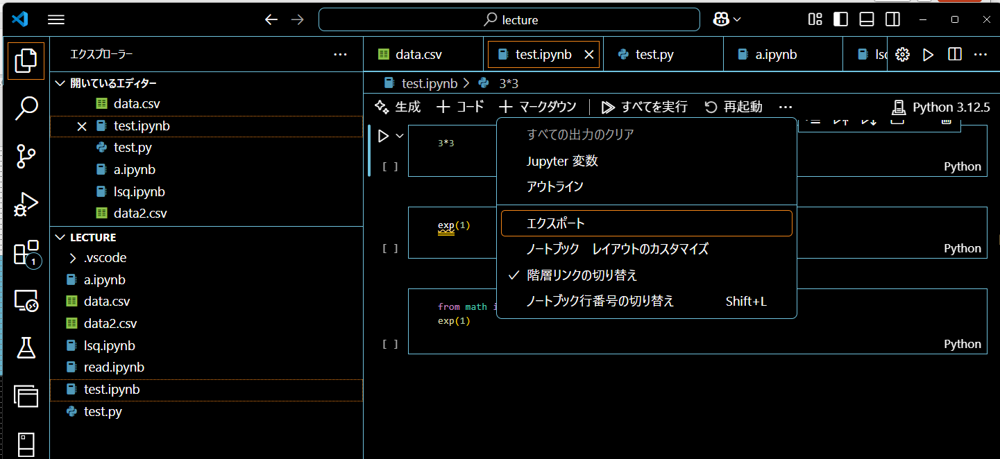 lecture
エクスプローラー
開いているエディター
data.csv
test.ipynb
test.py
a.ipynb
lsq.ipynb
data2.csv
LECTURE
.vscode
a.ipynb
data.csv
data2.csv
lsq.ipynb
read.ipynb
test.ipynb
test.py
1
data.csv test.ipynb test.py a.ipynb
test.ipynb 3*3
生成 コード マークダウン すべてを実行 再起動 Python 3.12.5
3*3
[ ] Python
exp(1)
[ ] Python
from math
exp(1)
[ ] Python
すべての出力のクリア
Jupyter 変数
アウトライン
エクスポート
ノートブック　レイアウトのカスタマイズ
階層リンクの切り替え
ノートブック行番号の切り替え Shift+L